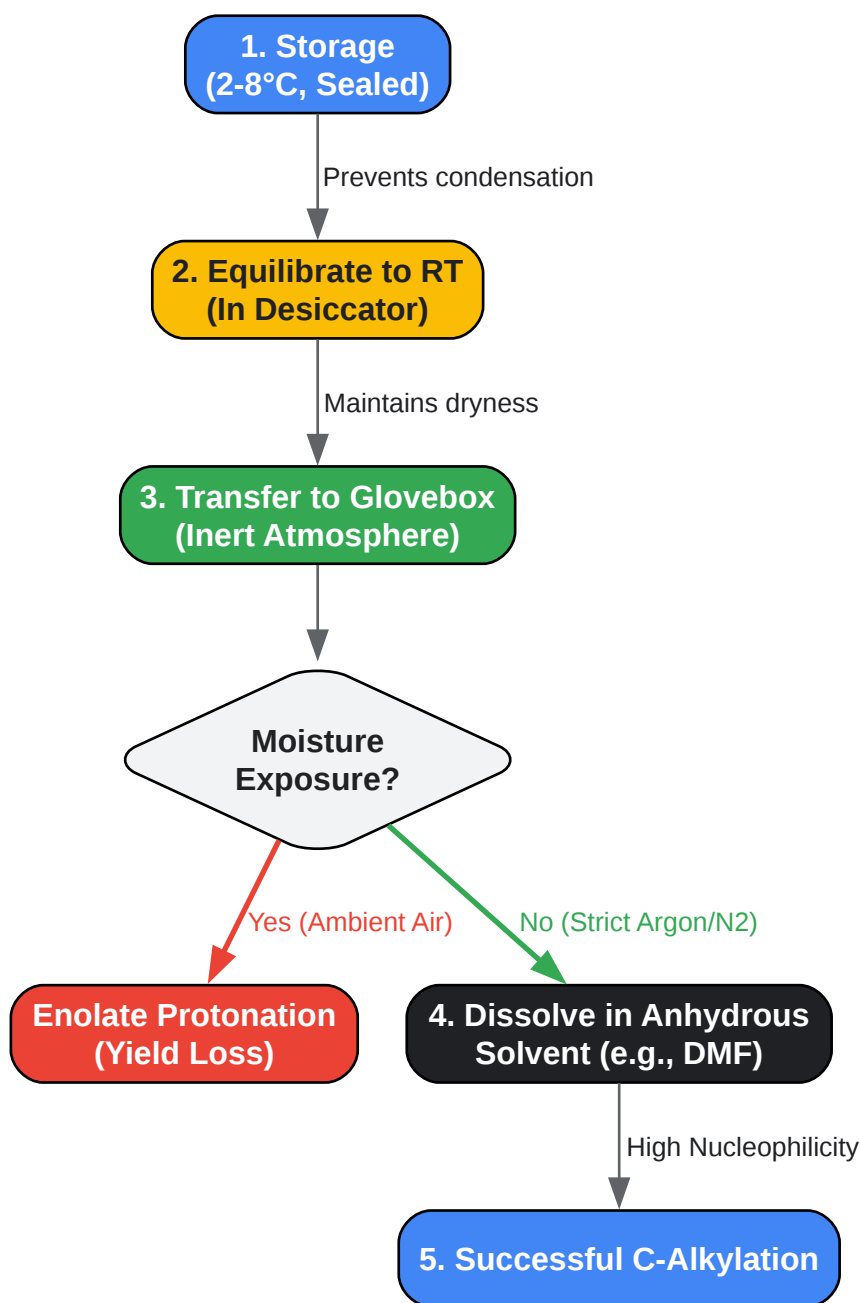 1. Storage
(2-8°C, Sealed)
Prevents condensation
2. Equilibrate to RT
(In Desiccator)
Maintains dryness
3. Transfer to Glovebox
(Inert Atmosphere)
Moisture
Exposure?
Yes (Ambient Air)
No (Strict Argon/N2)
Enolate Protonation
(Yield Loss)
4. Dissolve in Anhydrous
Solvent (e.g., DMF)
High Nucleophilicity
5. Successful C-Alkylation